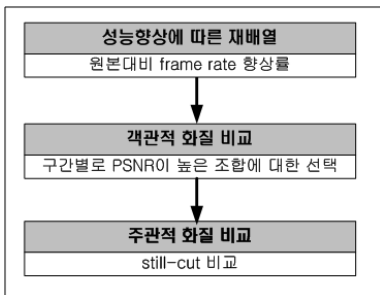 성능향상에 따른 재배열
원본대비 frame rate 향상률
객관적 화질 비교
구간별로 PSNR이 높은 조합에 대한 선택
주관적 화질 비교
still-cut 비교